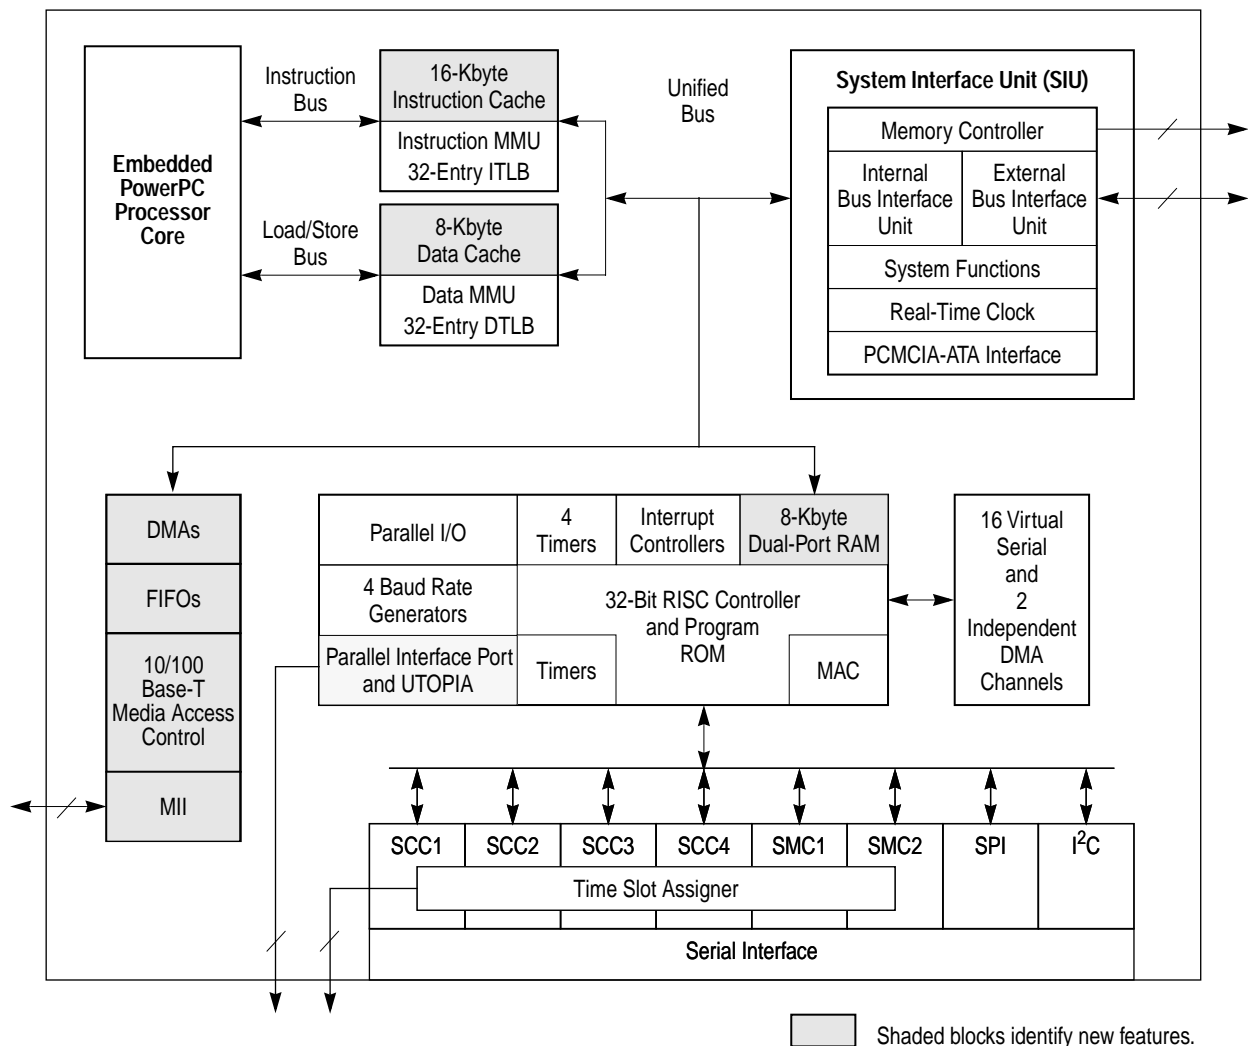 Embedded
PowerPC
Processor
Core
Instruction
Bus
Load/Store
Bus
16-Kbyte
Instruction Cache
Instruction MMU
32-Entry ITLB
8-Kbyte
Data Cache
Data MMU
32-Entry DTLB
Unified
Bus
System Interface Unit (SIU)
Memory Controller
Internal
Bus Interface
Unit
External
Bus Interface
Unit
System Functions
Real-Time Clock
PCMCIA-ATA Interface
DMAs
FIFOs
10/100
Base-T
Media Access
Control
MII
Parallel I/O
4
Timers
Interrupt
Controllers
8-Kbyte
Dual-Port RAM
4 Baud Rate
Generators
32-Bit RISC Controller
and Program
ROM
Parallel Interface Port
and UTOPIA
Timers
MAC
16 Virtual
Serial
and
2
Independent
DMA
Channels
SCC1
SCC2
SCC3
SCC4
SMC1
SMC2
SPI
I²C
Time Slot Assigner
Serial Interface
Shaded blocks identify new features.